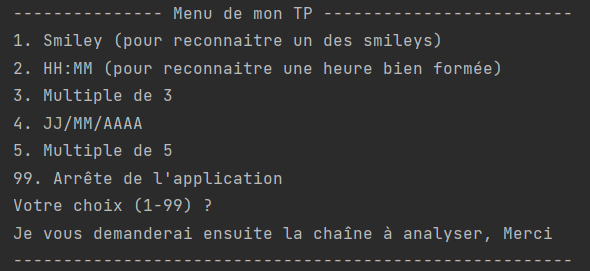 --------------- Menu de mon TP -------------------------
1. Smiley (pour reconnaitre un des smileys)
2. HH:MM (pour reconnaitre une heure bien formée)
3. Multiple de 3
4. JJ/MM/AAAA
5. Multiple de 5
99. Arrête de l'application
Votre choix (1-99) ?
Je vous demanderai ensuite la chaîne à analyser, Merci
--------------------------------------------------------